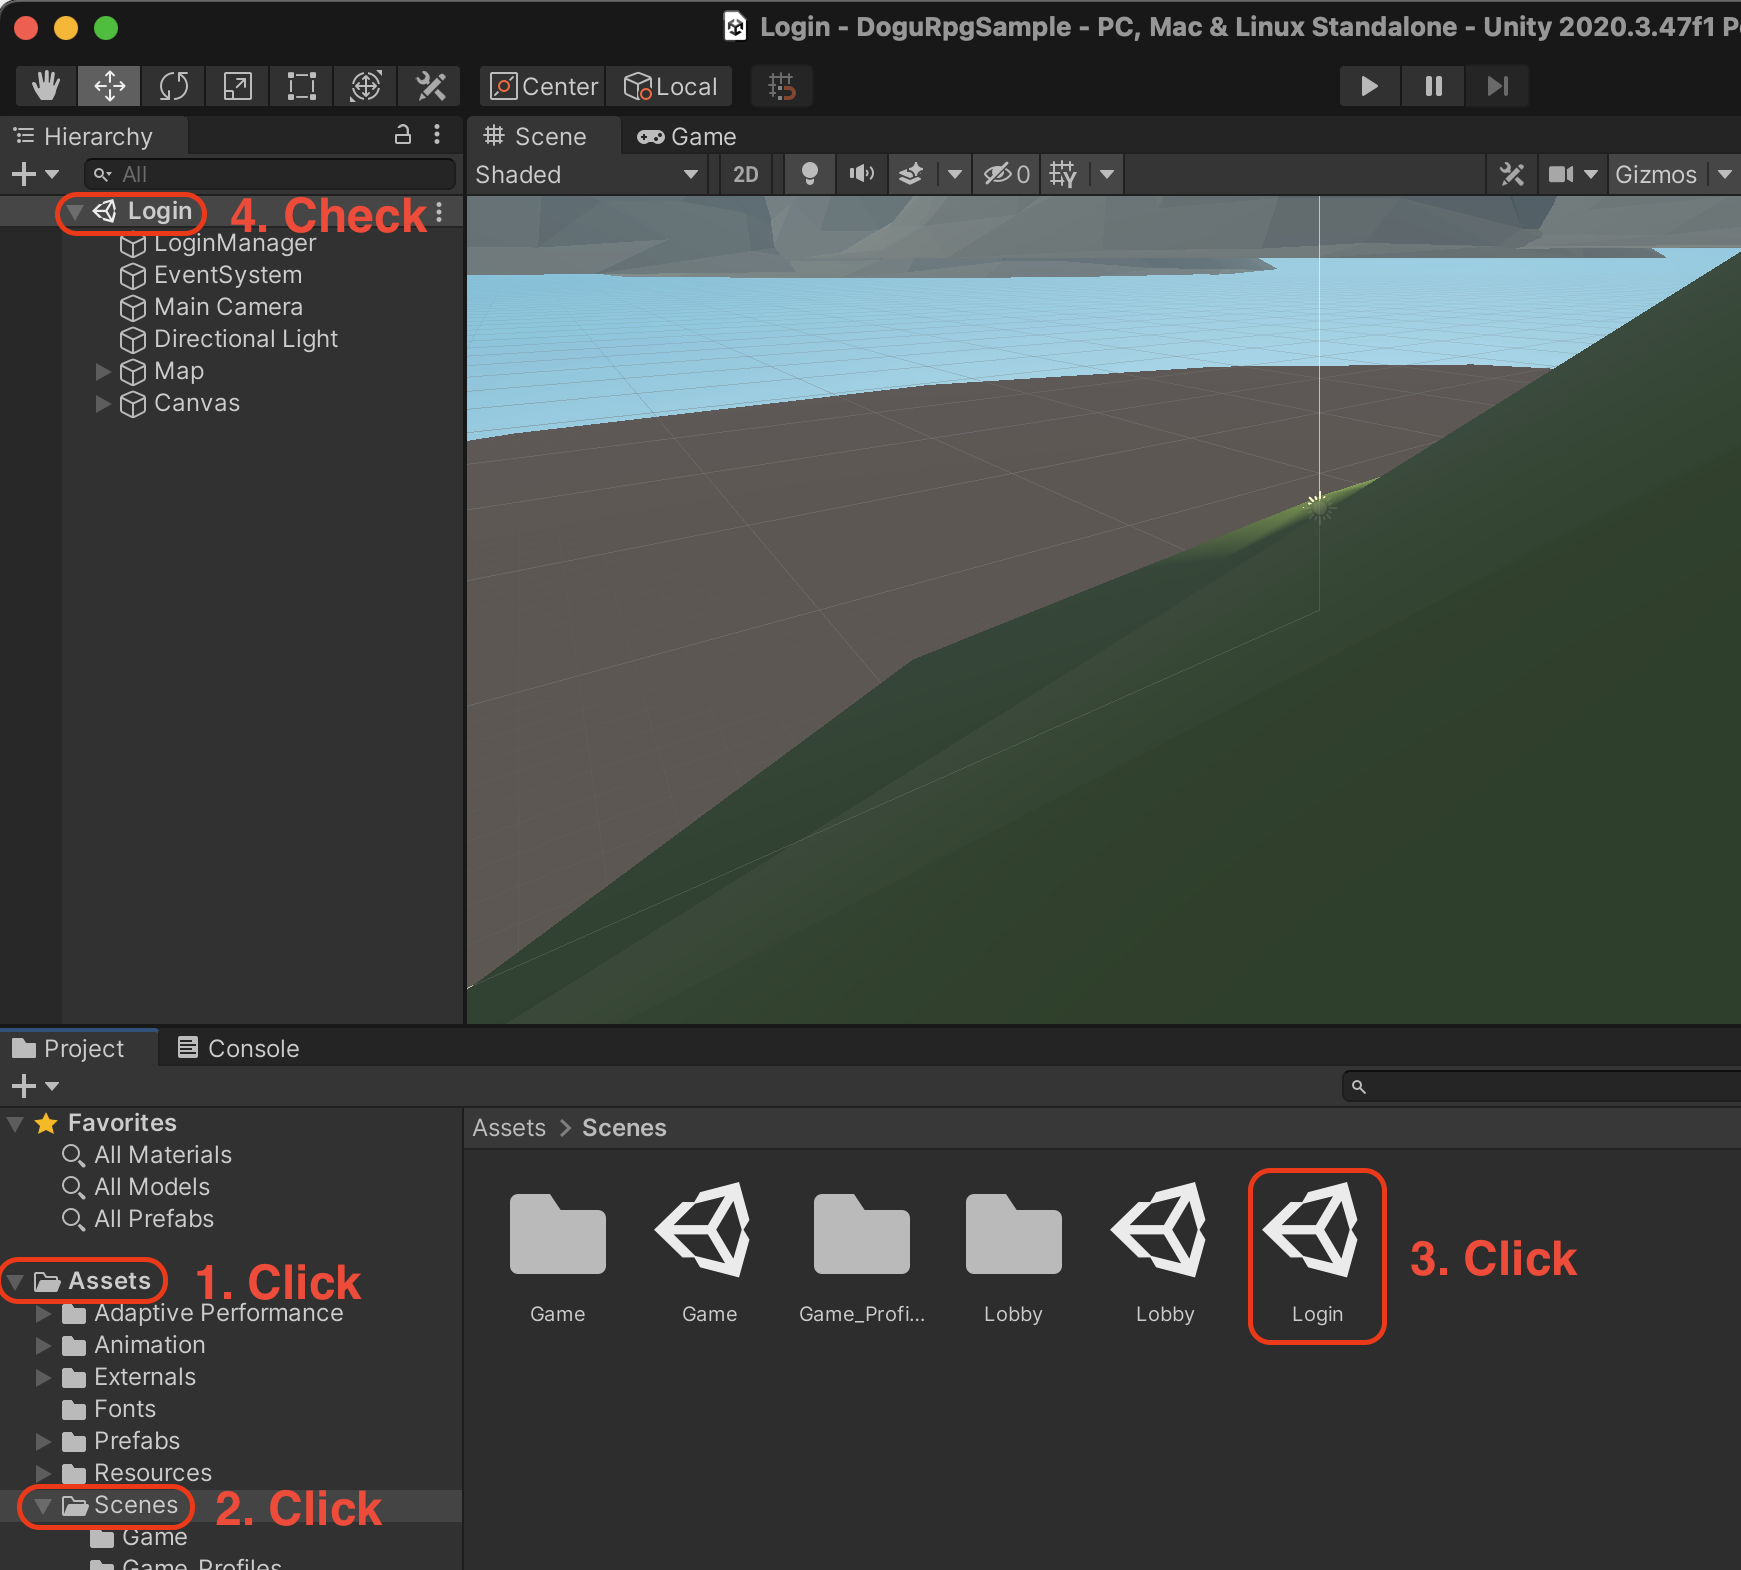 Login - DoguRpgSample - PC, Mac & Linux Standalone - Unity 2020.3.47f1 P
Center Local
Hierarchy
All
Login 4. Check
LoginManager
EventSystem
Main Camera
Directional Light
Map
Canvas
Scene Game
Shaded 2D 0 Gizmos
Project Console
Favorites
All Materials
All Models
All Prefabs
Assets 1. Click
Adaptive Performance
Animation
Externals
Fonts
Prefabs
Resources
Scenes 2. Click
Game
Game_Profiles
Assets > Scenes
Game Game Game_Profi... Lobby Lobby Login
3. Click